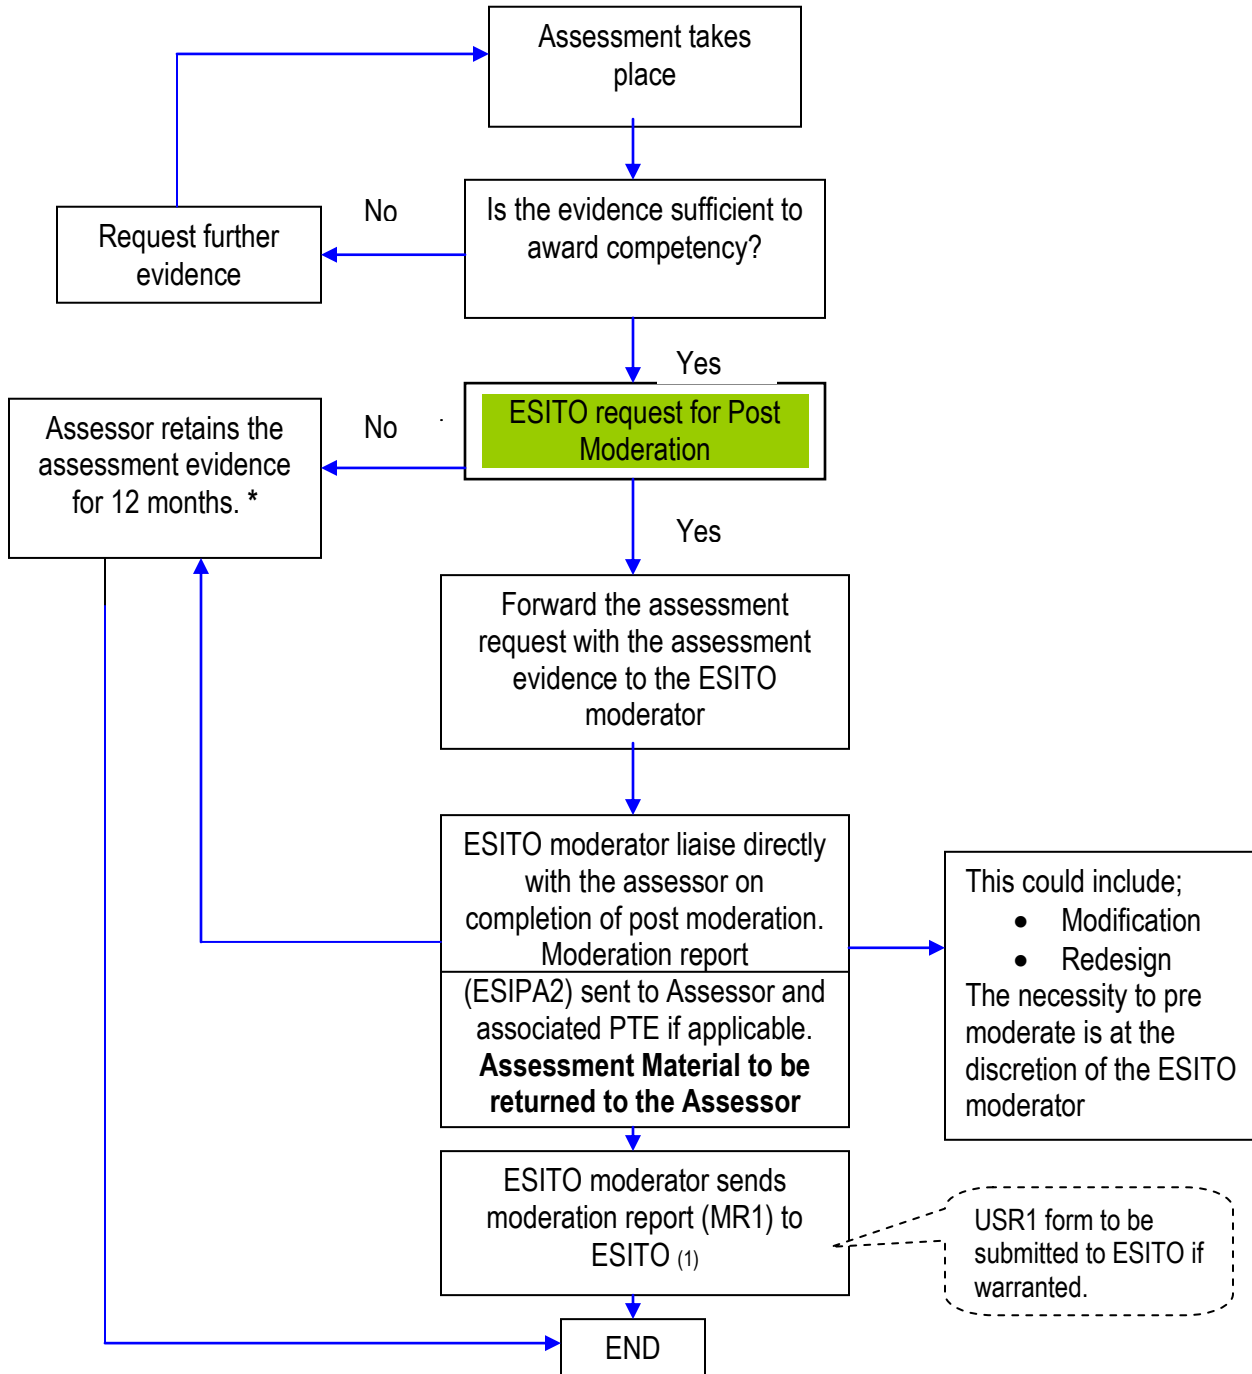 Assessment takes
place
Is the evidence sufficient to
award competency?
No
Request further
evidence
Yes
ESITO request for Post
Moderation
No
.
Assessor retains the
assessment evidence
for 12 months. *
Yes
Forward the assessment
request with the assessment
evidence to the ESITO
moderator
ESITO moderator liaise directly
with the assessor on
completion of post moderation.
Moderation report
(ESIPA2) sent to Assessor and
associated PTE if applicable.
Assessment Material to be
returned to the Assessor
This could include;
● Modification
● Redesign
The necessity to pre
moderate is at the
discretion of the ESITO
moderator
ESITO moderator sends
moderation report (MR1) to
ESITO (1)
USR1 form to be
submitted to ESITO if
warranted.
END